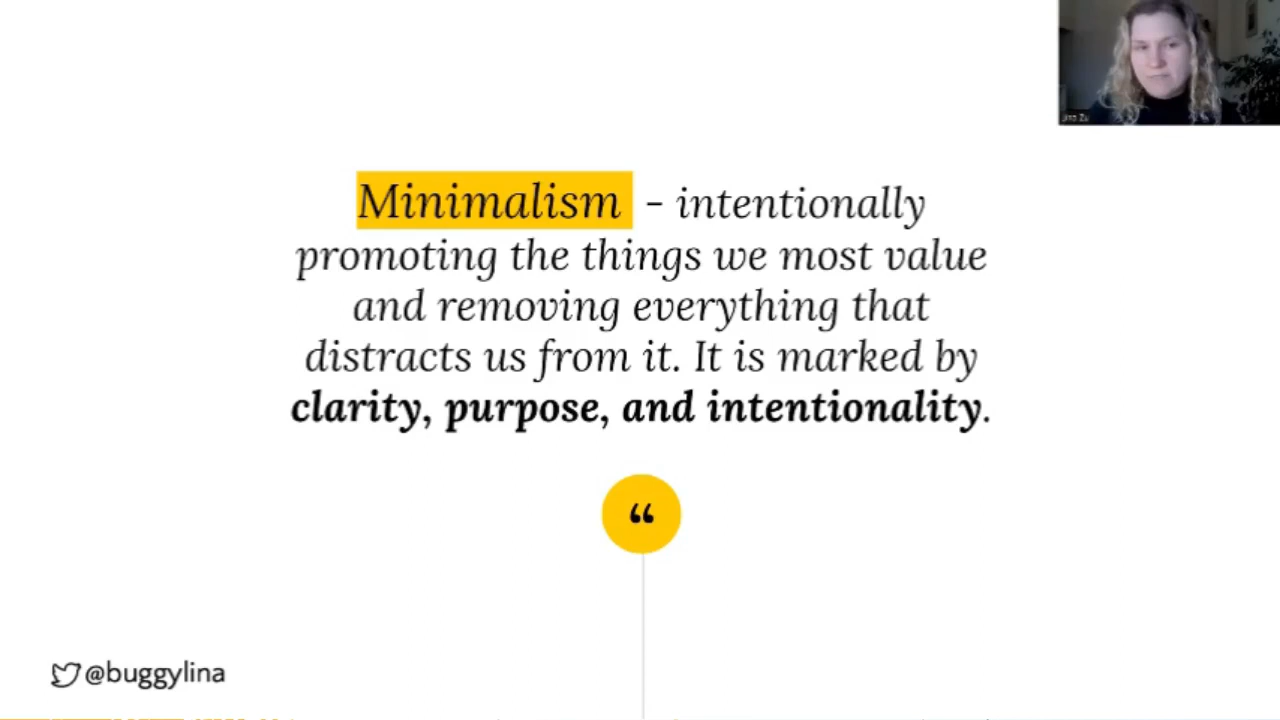 Minimalism - intentionally
promoting the things we most value
and removing everything that
distracts us from it. It is marked by
clarity, purpose, and intentionality.
“
@buggylina